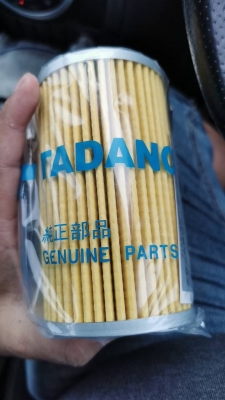 TADANO
純正部品
GENUINE PARTS